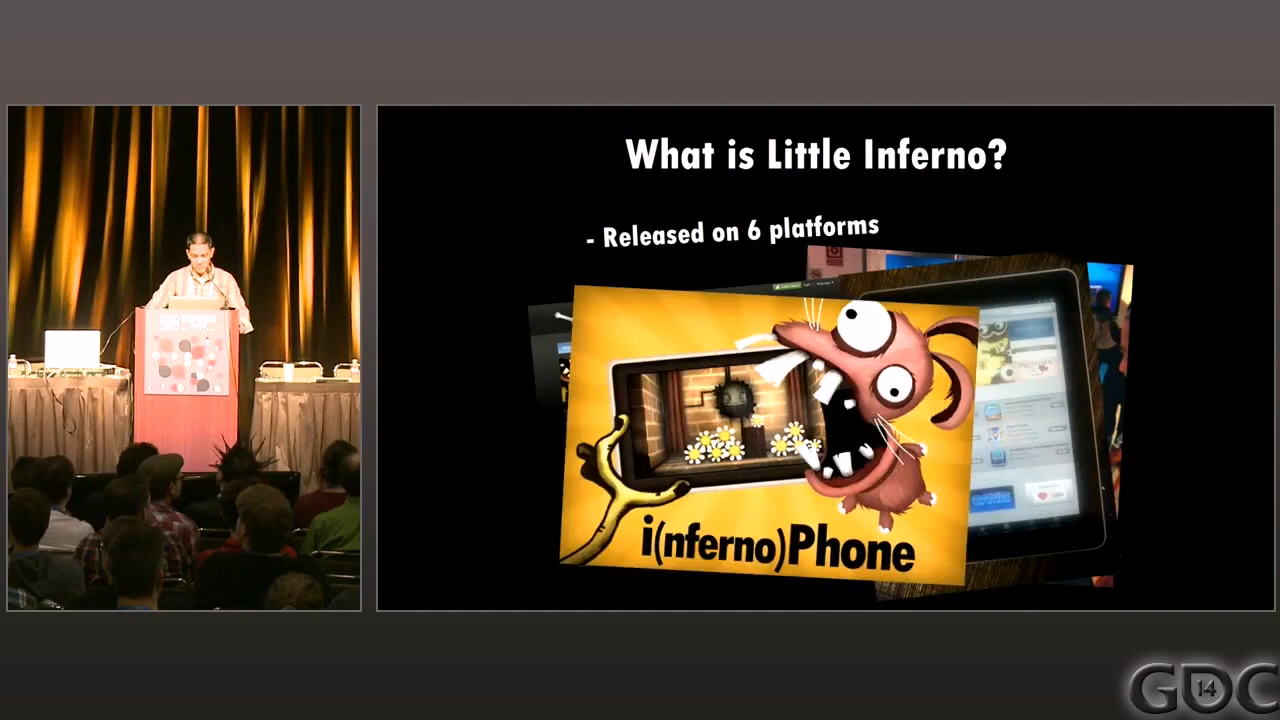 What is Little Inferno?
- Released on 6 platforms
i(nferno)Phone
GDC
14